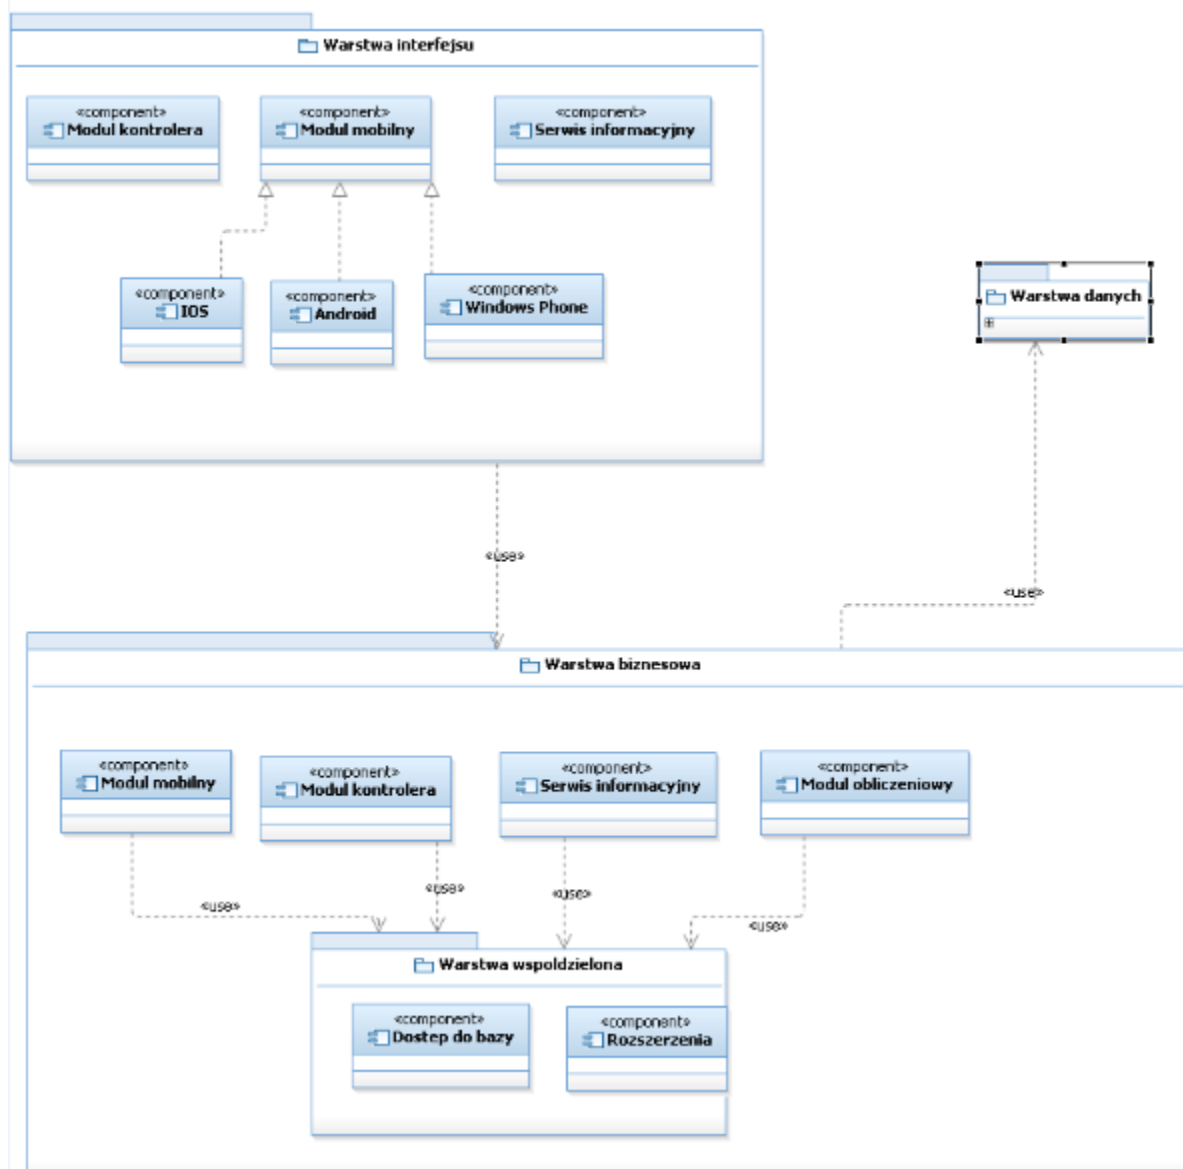 Warstwa interfejsu
«component»
Modul kontrolera
«component»
Modul mobilny
«component»
Serwis informacyjny
«component»
IOS
«component»
Android
«component»
Windows Phone
Warstwa danych
«use»
«use»
Warstwa biznesowa
«component»
Modul mobilny
«component»
Modul kontrolera
«component»
Serwis informacyjny
«component»
Modul obliczeniowy
«use»
«use»
«use»
«use»
Warstwa wspoldzielona
«component»
Dostep do bazy
«component»
Rozszerzenia